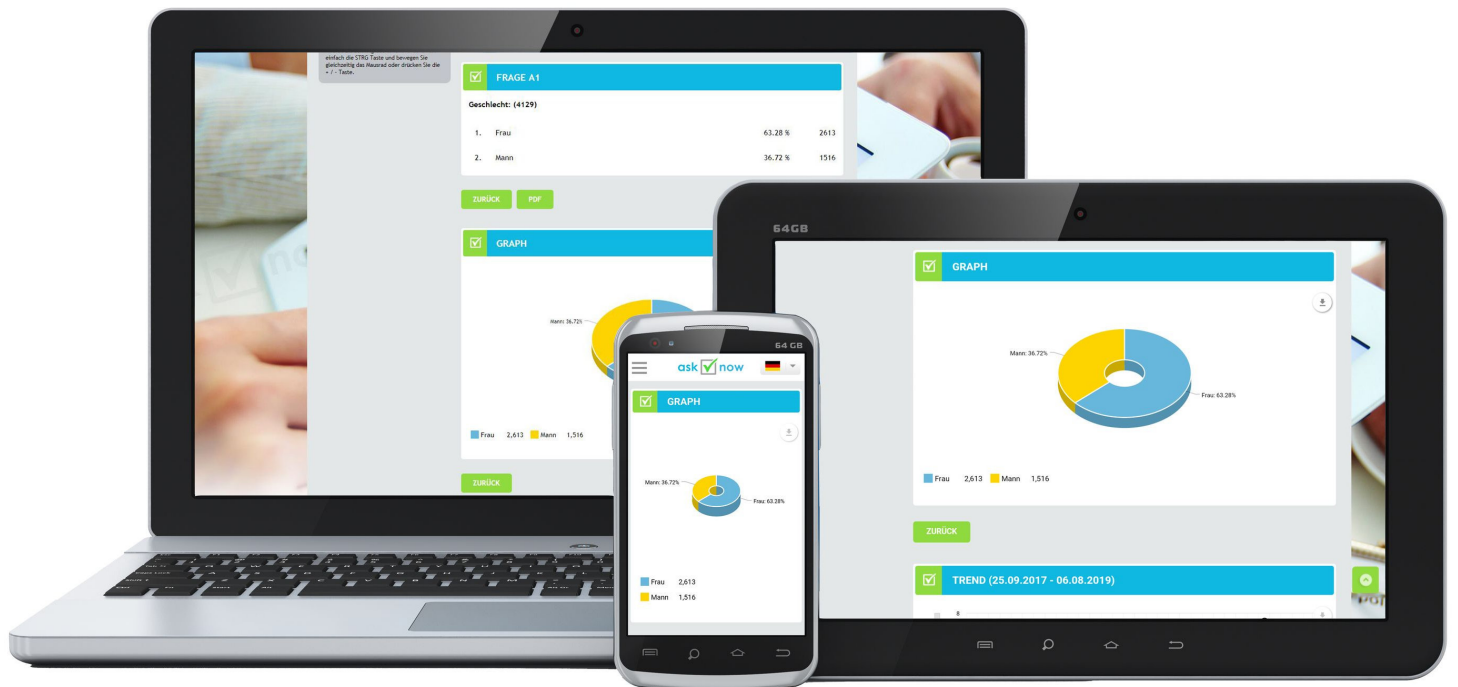 einfach die STRG Taste und bewegen Sie
gleichzeitig das Mausrad oder drücken Sie die
+ / - Taste.
FRAGE A1
Geschlecht: (4129)
1. Frau 63.28 % 2613
2. Mann 36.72 % 1516
ZURÜCK PDF
GRAPH
Mann: 36.72%
Frau 2,613 Mann 1,516
ZURÜCK
64 GB
ask now
GRAPH
Mann: 36.72%
Frau: 63.28%
Frau 2,613
Mann 1,516
64GB
GRAPH
Mann: 36.72%
Frau: 63.28%
Frau 2,613 Mann 1,516
ZURÜCK
TREND (25.09.2017 - 06.08.2019)
8